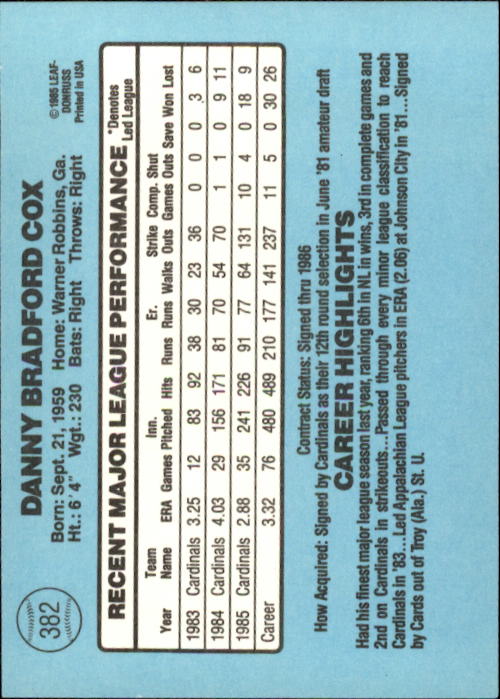 382
DANNY BRADFORD COX
©1985 LEAF-
DONRUSS
Printed in USA
Born: Sept. 21, 1959 Home: Warner Robbins, Ga.
Ht.: 6'4" Wgt.: 230 Bats: Right Throws: Right
RECENT MAJOR LEAGUE PERFORMANCE
*Denotes
Led League
Year Team Name ERA Games Inn. Pitched Hits Runs Er. Runs Walks Strike Outs Comp. Games Shut Outs Save Won Lost
1983 Cardinals 3.25 12 83 92 38 30 23 36 0 0 0 3 6
1984 Cardinals 4.03 29 156 171 81 70 54 70 1 1 0 9 11
1985 Cardinals 2.88 35 241 226 91 77 64 131 10 4 0 18 9
Career 3.32 76 480 489 210 177 141 237 11 5 0 30 26
Contract Status: Signed thru 1986
How Acquired: Signed by Cardinals as their 12th round selection in June '81 amateur draft
CAREER HIGHLIGHTS
Had his finest major league season last year, ranking 6th in NL in wins, 3rd in complete games and
2nd on Cardinals in strikeouts...Passed through every minor league classification to reach
Cardinals in '83...Led Appalachian League pitchers in ERA (2.06) at Johnson City in '81...Signed
by Cards out of Troy (Ala.) St. U.